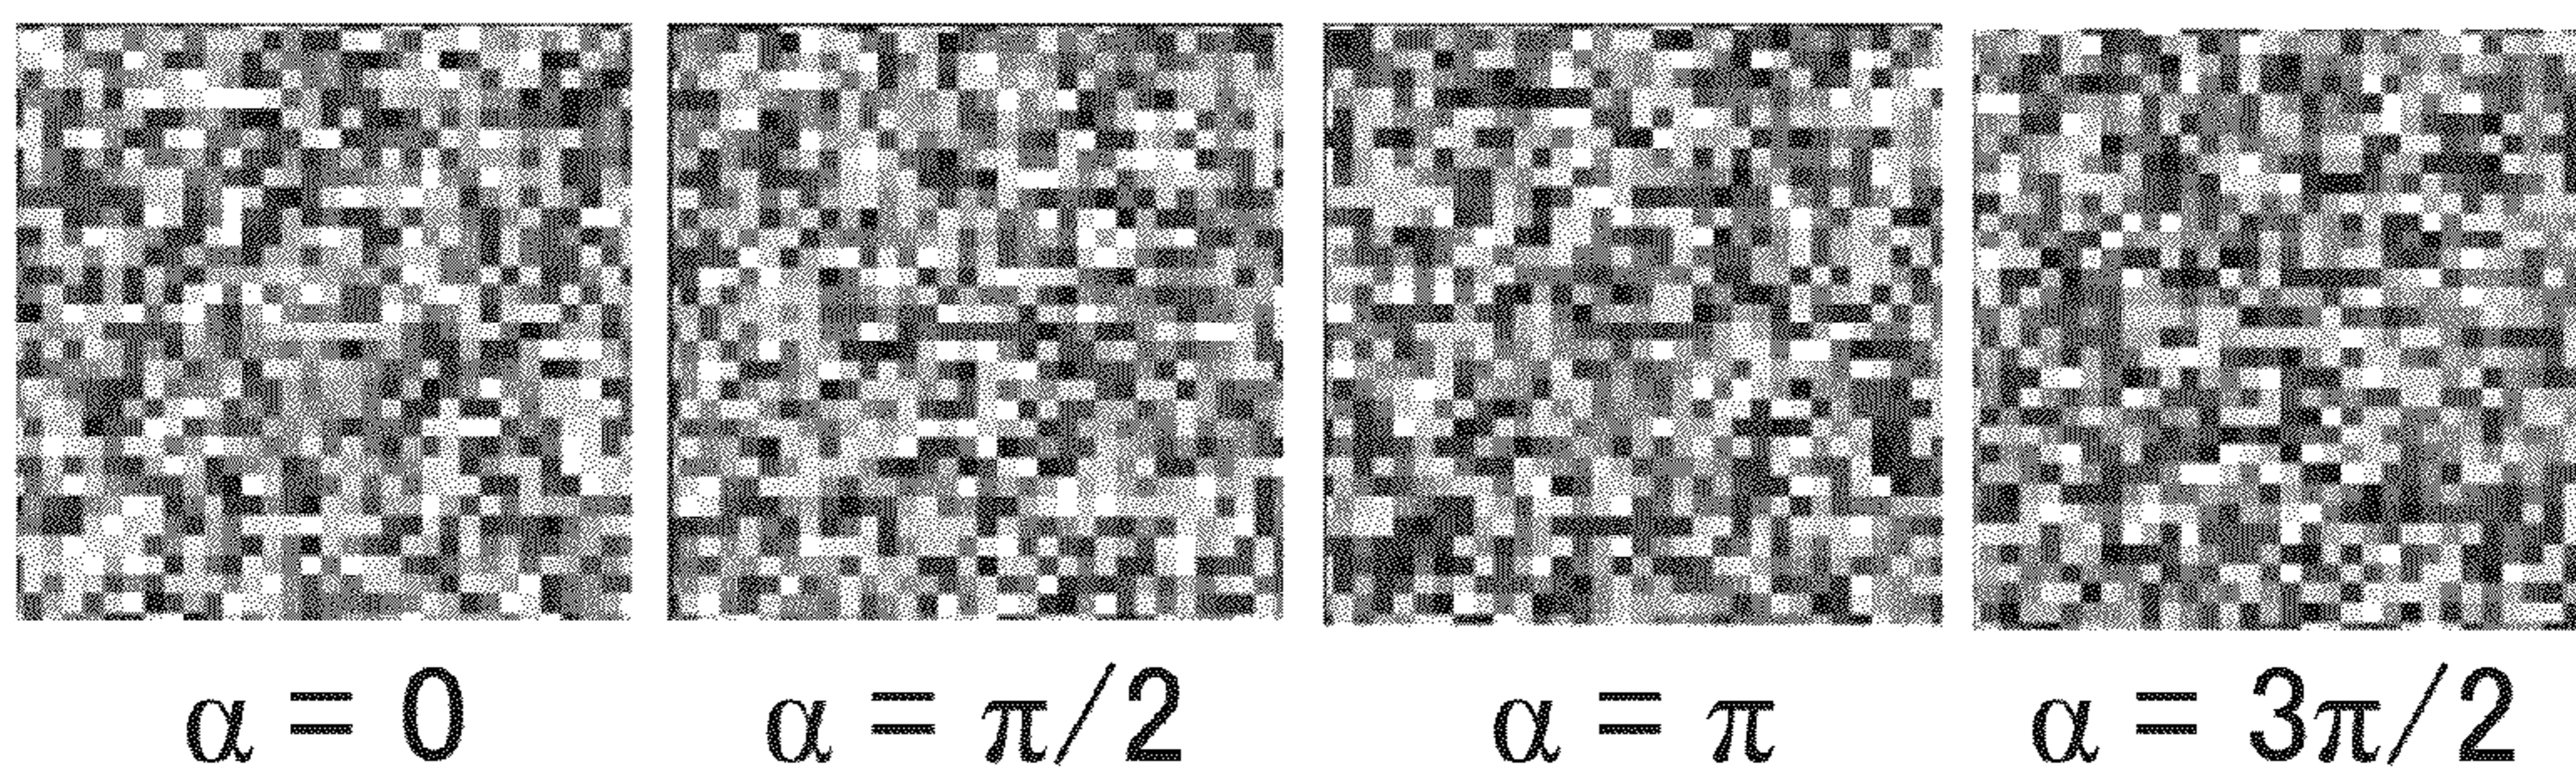 α = 0 α = π/2 α = π α = 3π/2